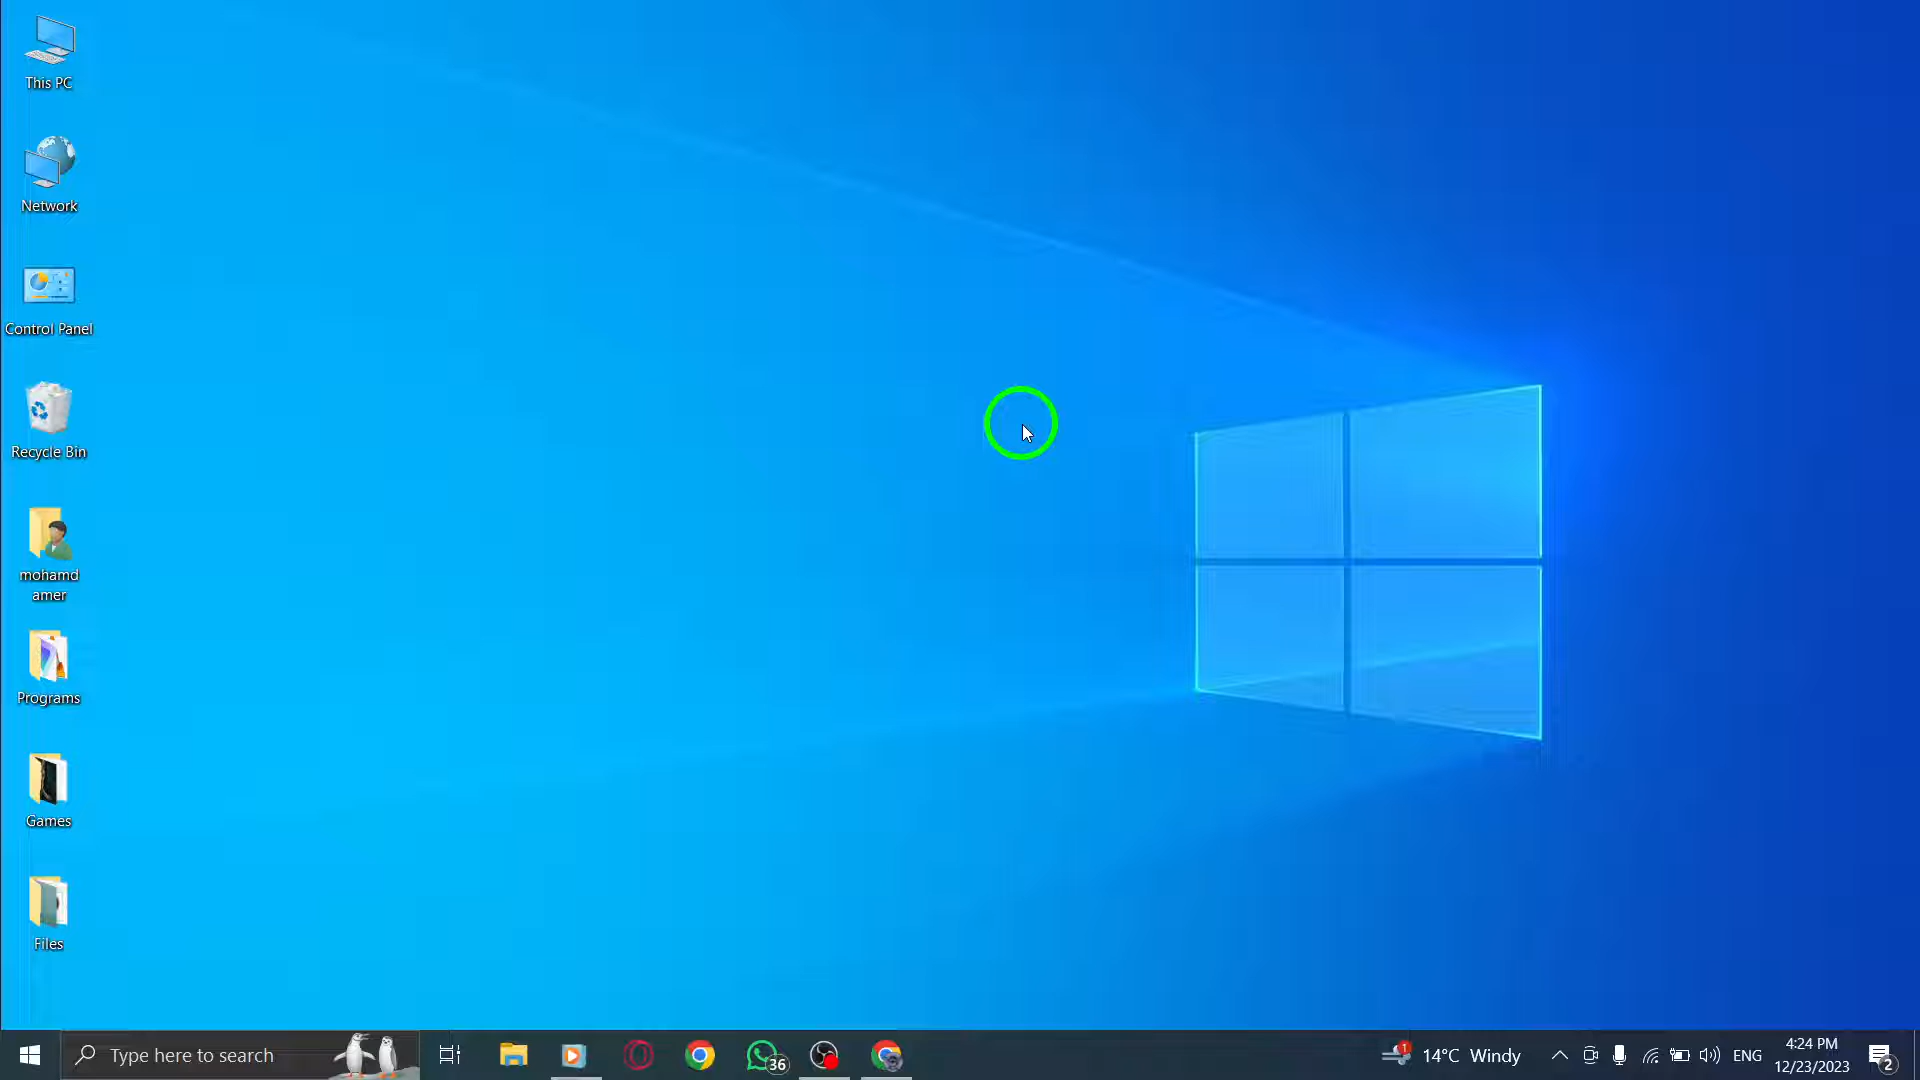 This PC
Network
Control Panel
Recycle Bin
mohamd
amer
Programs
Games
Files
Type here to search
36
1
14°C Windy
ENG
4:24 PM
12/23/2023
2